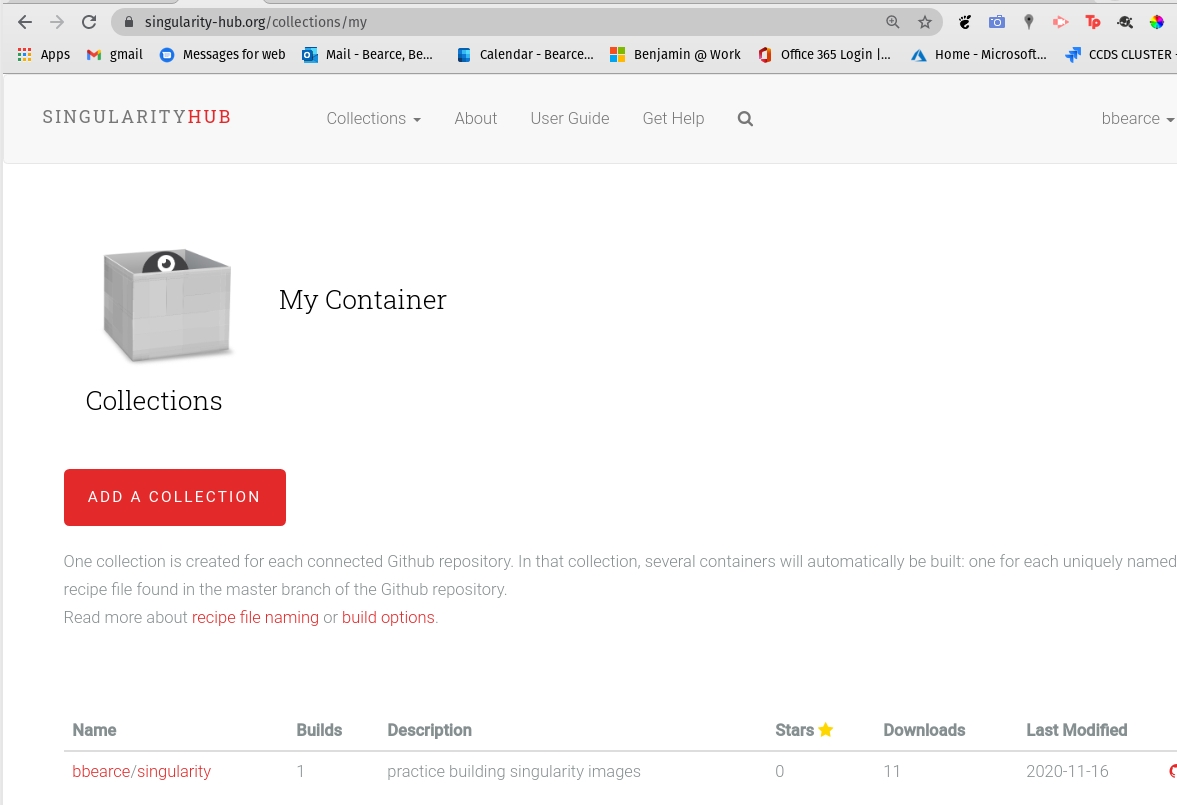 singularity-hub.org/collections/my
Apps gmail Messages for web Mail - Bearce, Be... Calendar - Bearce... Benjamin @ Work Office 365 Login |... Home - Microsoft... CCDS CLUSTER -
SINGULARITYHUB Collections About User Guide Get Help bbearce
My Container
Collections
ADD A COLLECTION
One collection is created for each connected Github repository. In that collection, several containers will automatically be built: one for each uniquely named
recipe file found in the master branch of the Github repository.
Read more about recipe file naming or build options.
Name Builds Description Stars Downloads Last Modified
bbearce/singularity 1 practice building singularity images 0 11 2020-11-16